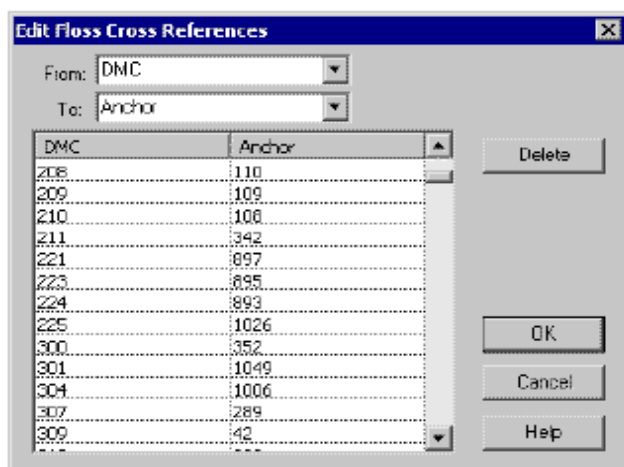 Edit Floss Cross References
From: DMC
To: Anchor
DMC Anchor
208 110
209 109
210 108
211 342
221 897
223 895
224 893
225 1026
300 352
301 1049
304 1006
307 289
309 42
Delete
OK
Cancel
Help